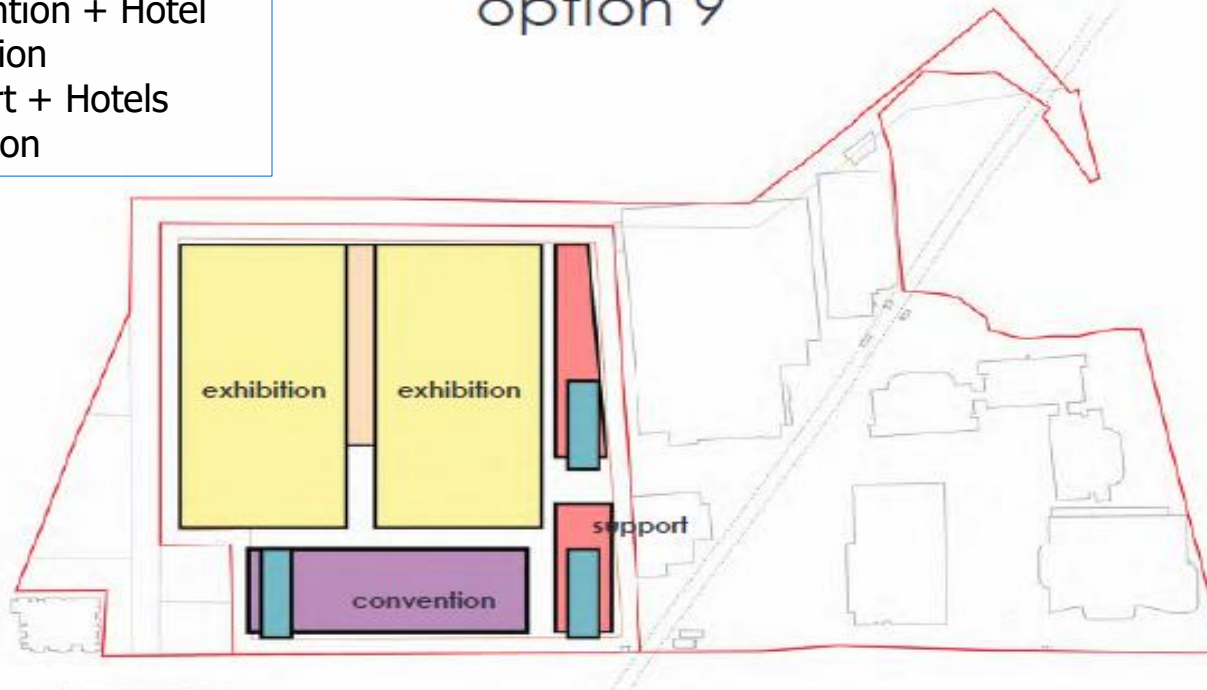 option 9
ntion + Hotel
ion
rt + Hotels
on
exhibition
exhibition
support
convention